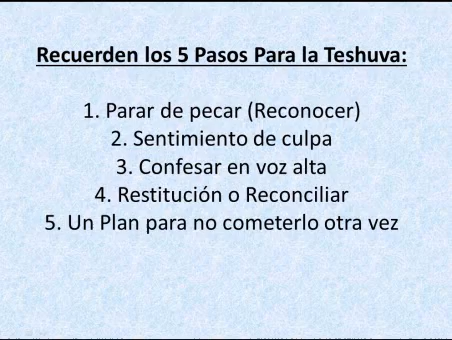 Recuerden los 5 Pasos Para la Teshuva:
1. Parar de pecar (Reconocer)
2. Sentimiento de culpa
3. Confesar en voz alta
4. Restitución o Reconciliar
5. Un Plan para no cometerlo otra vez